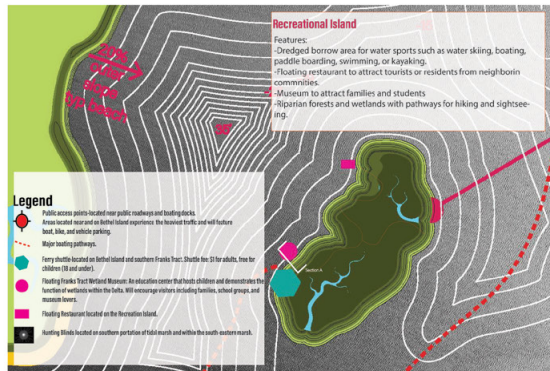 Recreational Island
Features:
-Dredged borrow area for water sports such as water skiing, boating,
paddle boarding, swimming, or kayaking.
-Floating restaurant to attract tourists or residents from neighborin
commnities.
-Museum to attract families and students
-Riparian forests and wetlands with pathways for hiking and sightsee-
ing.
20%
outer
slope
typ beach
35'
Section A
Legend
Public access points-located near public roadways and boating docks.
Areas located near and on Bethel Island experience the heaviest traffic and will feature
boat, bike, and vehicle parking.
Major boating pathways.
Ferry shuttle-located on Bethel Island and southern Franks Tract. Shuttle fee: $1 for adults, free for
children (18 and under).
Floating Franks Tract Wetland Museum: An education center that hosts children and demonstrates the
function of wetlands within the Delta. Will encourage visitors including families, school groups, and
museum lovers.
Floating Restaurant located on the Recreation Island.
Hunting Blinds located on southern portation of tidal marsh and within the south-eastern marsh.